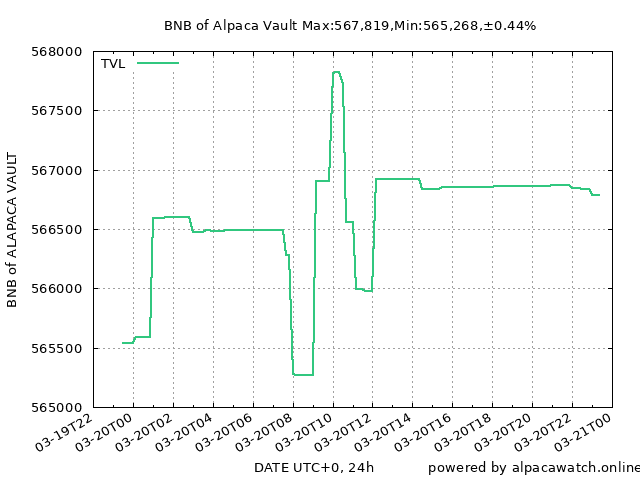 BNB of Alpaca Vault Max:567,819,Min:565,268,±0.44%
568000
TVL
567500
567000
566500
566000
565500
565000
BNB of ALAPACA VAULT
03-19T22
03-20T00
03-20T02
03-20T04
03-20T06
03-20T08
03-20T10
03-20T12
03-20T14
03-20T16
03-20T18
03-20T20
03-20T22
03-21T00
DATE UTC+0, 24h
powered by alpacawatch.online